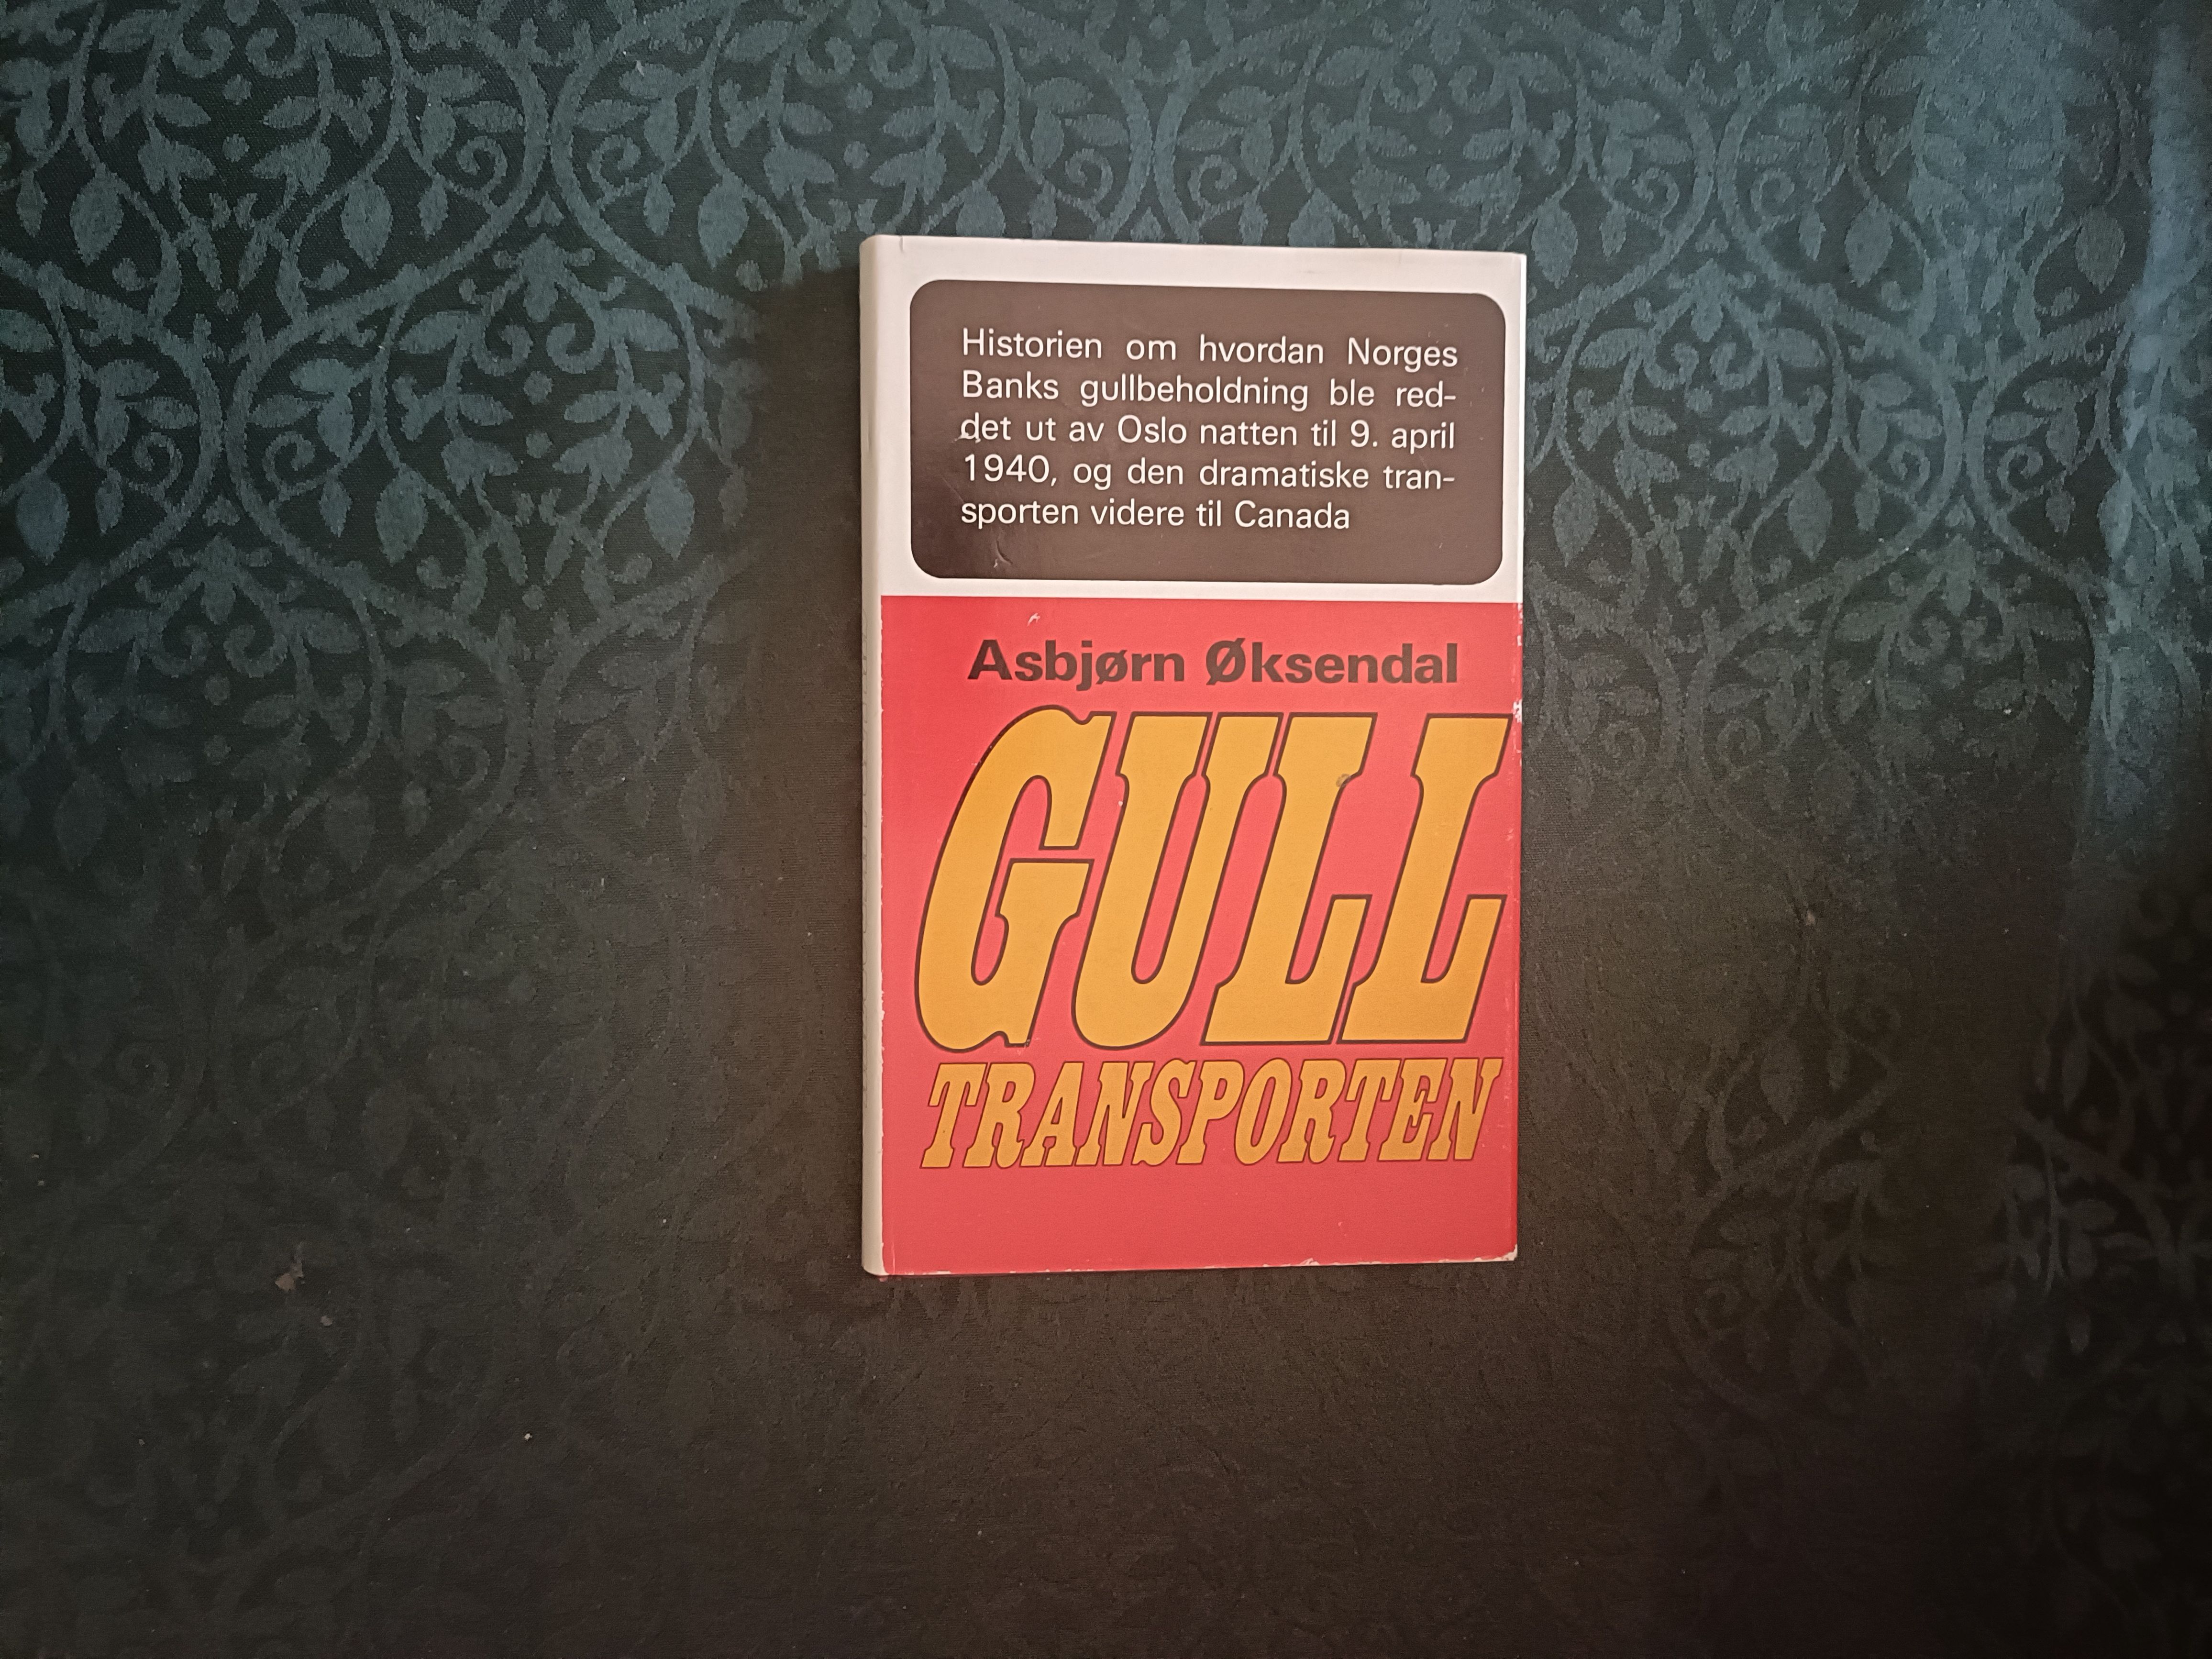 Historien om hvordan Norges
Banks gullbeholdning ble red-
det ut av Oslo natten til 9. april
1940, og den dramatiske tran-
sporten videre til Canada
Asbjørn Øksendal
GULL
TRANSPORTEN